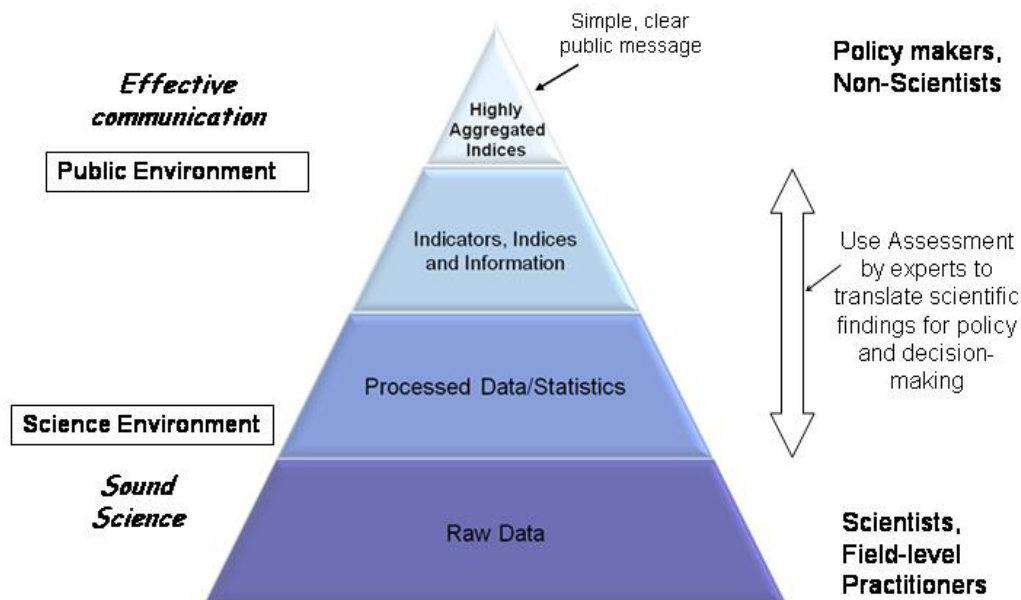 Simple, clear
public message
Policy makers,
Non-Scientists
Effective
communication
Public Environment
Highly
Aggregated
Indices
Indicators, Indices
and Information
Use Assessment
by experts to
translate scientific
findings for policy
and decision-
making
Processed Data/Statistics
Science Environment
Sound
Science
Raw Data
Scientists,
Field-level
Practitioners